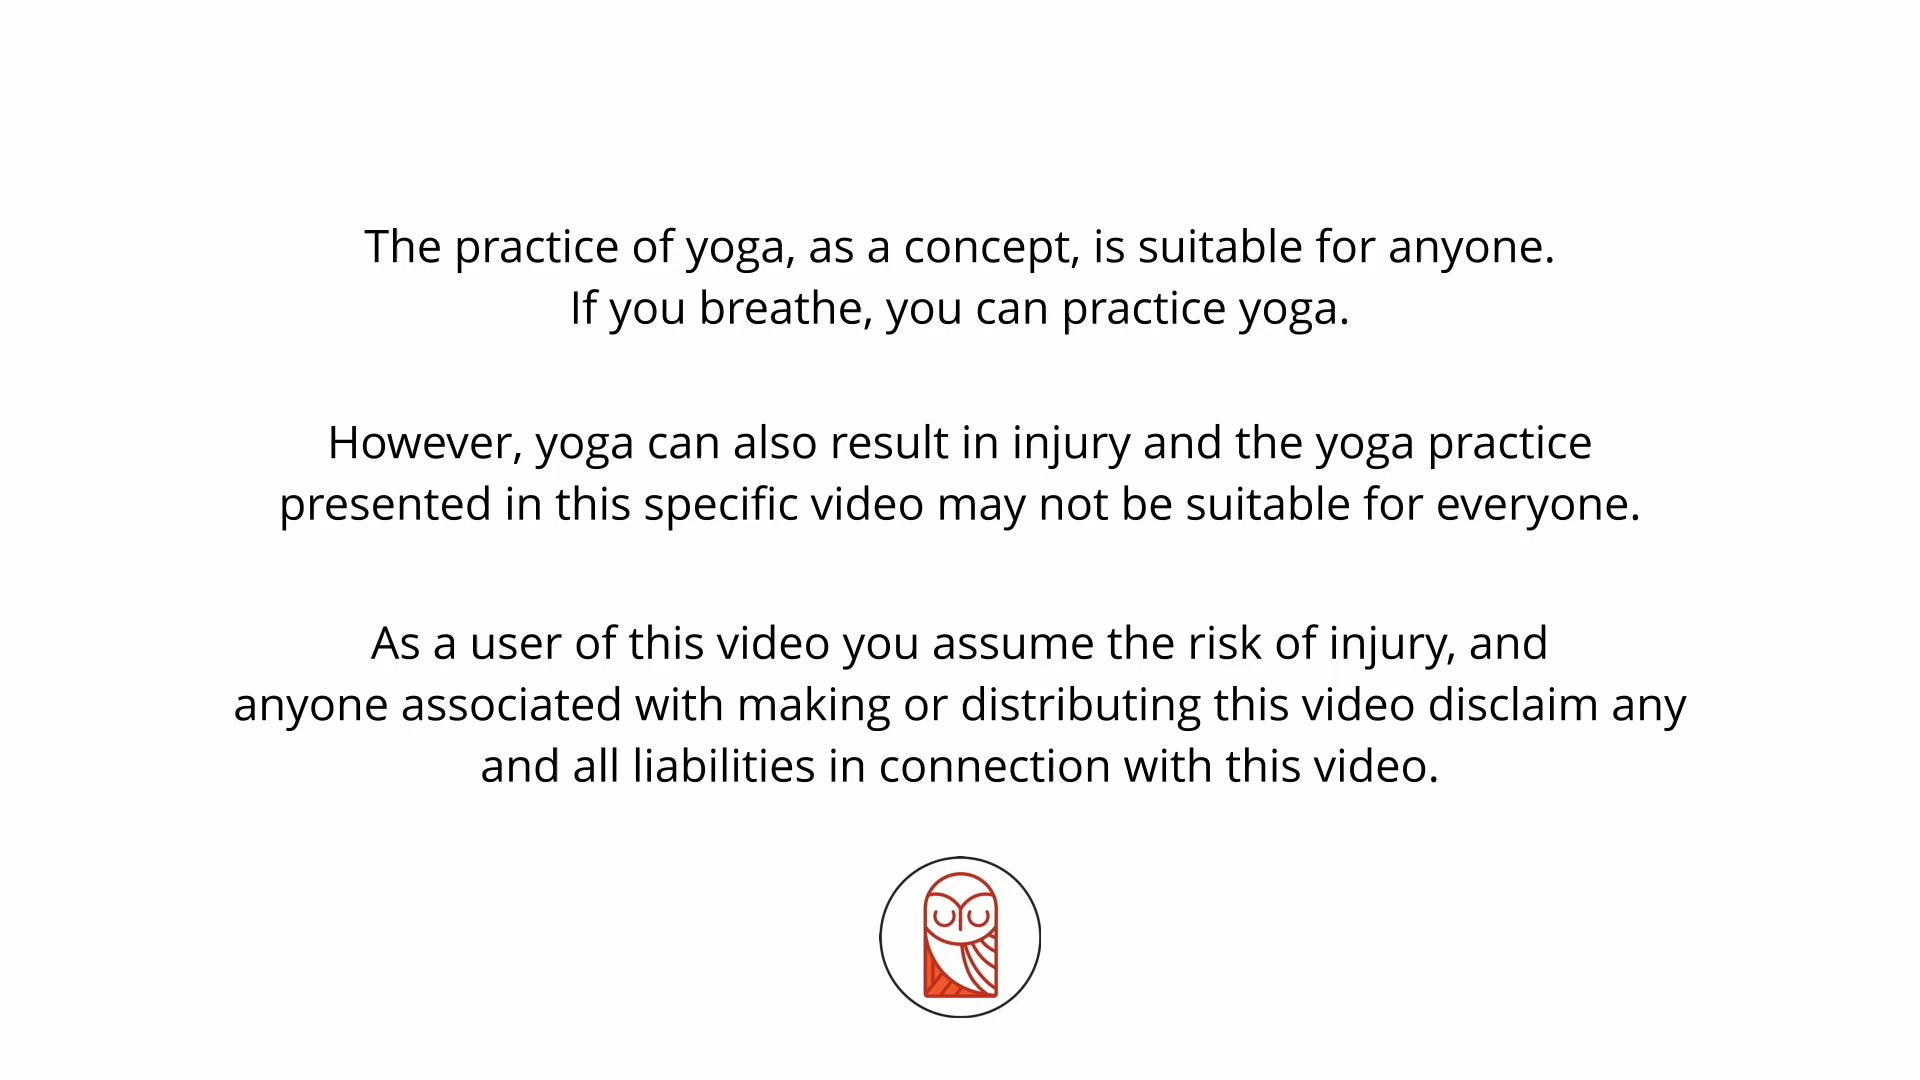 The practice of yoga, as a concept, is suitable for anyone.
If you breathe, you can practice yoga.
However, yoga can also result in injury and the yoga practice
presented in this specific video may not be suitable for everyone.
As a user of this video you assume the risk of injury, and
anyone associated with making or distributing this video disclaim any
and all liabilities in connection with this video.